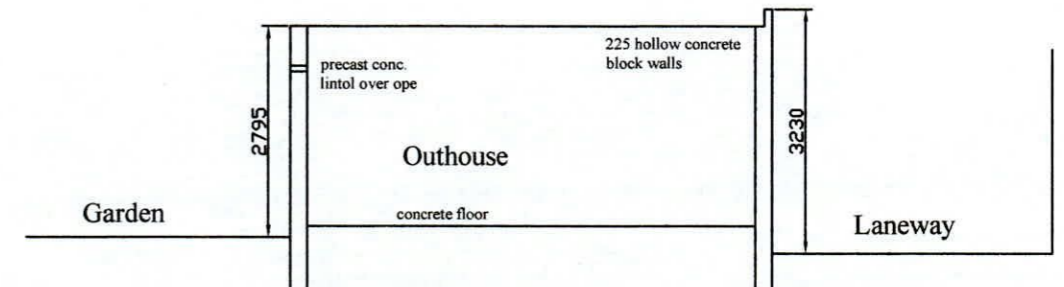 225 hollow concrete
block walls
precast conc.
lintol over ope
2795
3230
Outhouse
Garden
concrete floor
Laneway